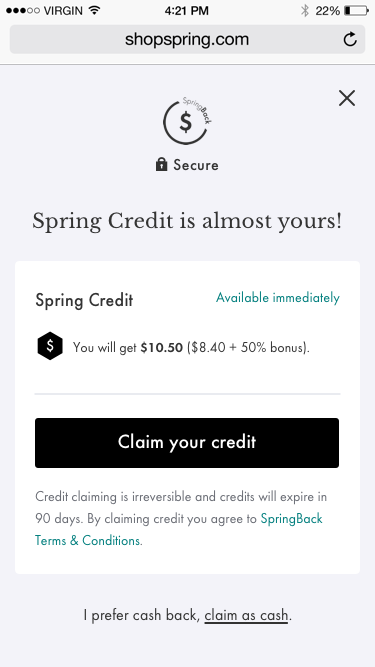 VIRGIN 4:21 PM 22%
shopspring.com
SpringBack
$
Secure
Spring Credit is almost yours!
Spring Credit Available immediately
$ You will get $10.50 ($8.40 + 50% bonus).
Claim your credit
Credit claiming is irreversible and credits will expire in
90 days. By claiming credit you agree to SpringBack
Terms & Conditions.
I prefer cash back, claim as cash.